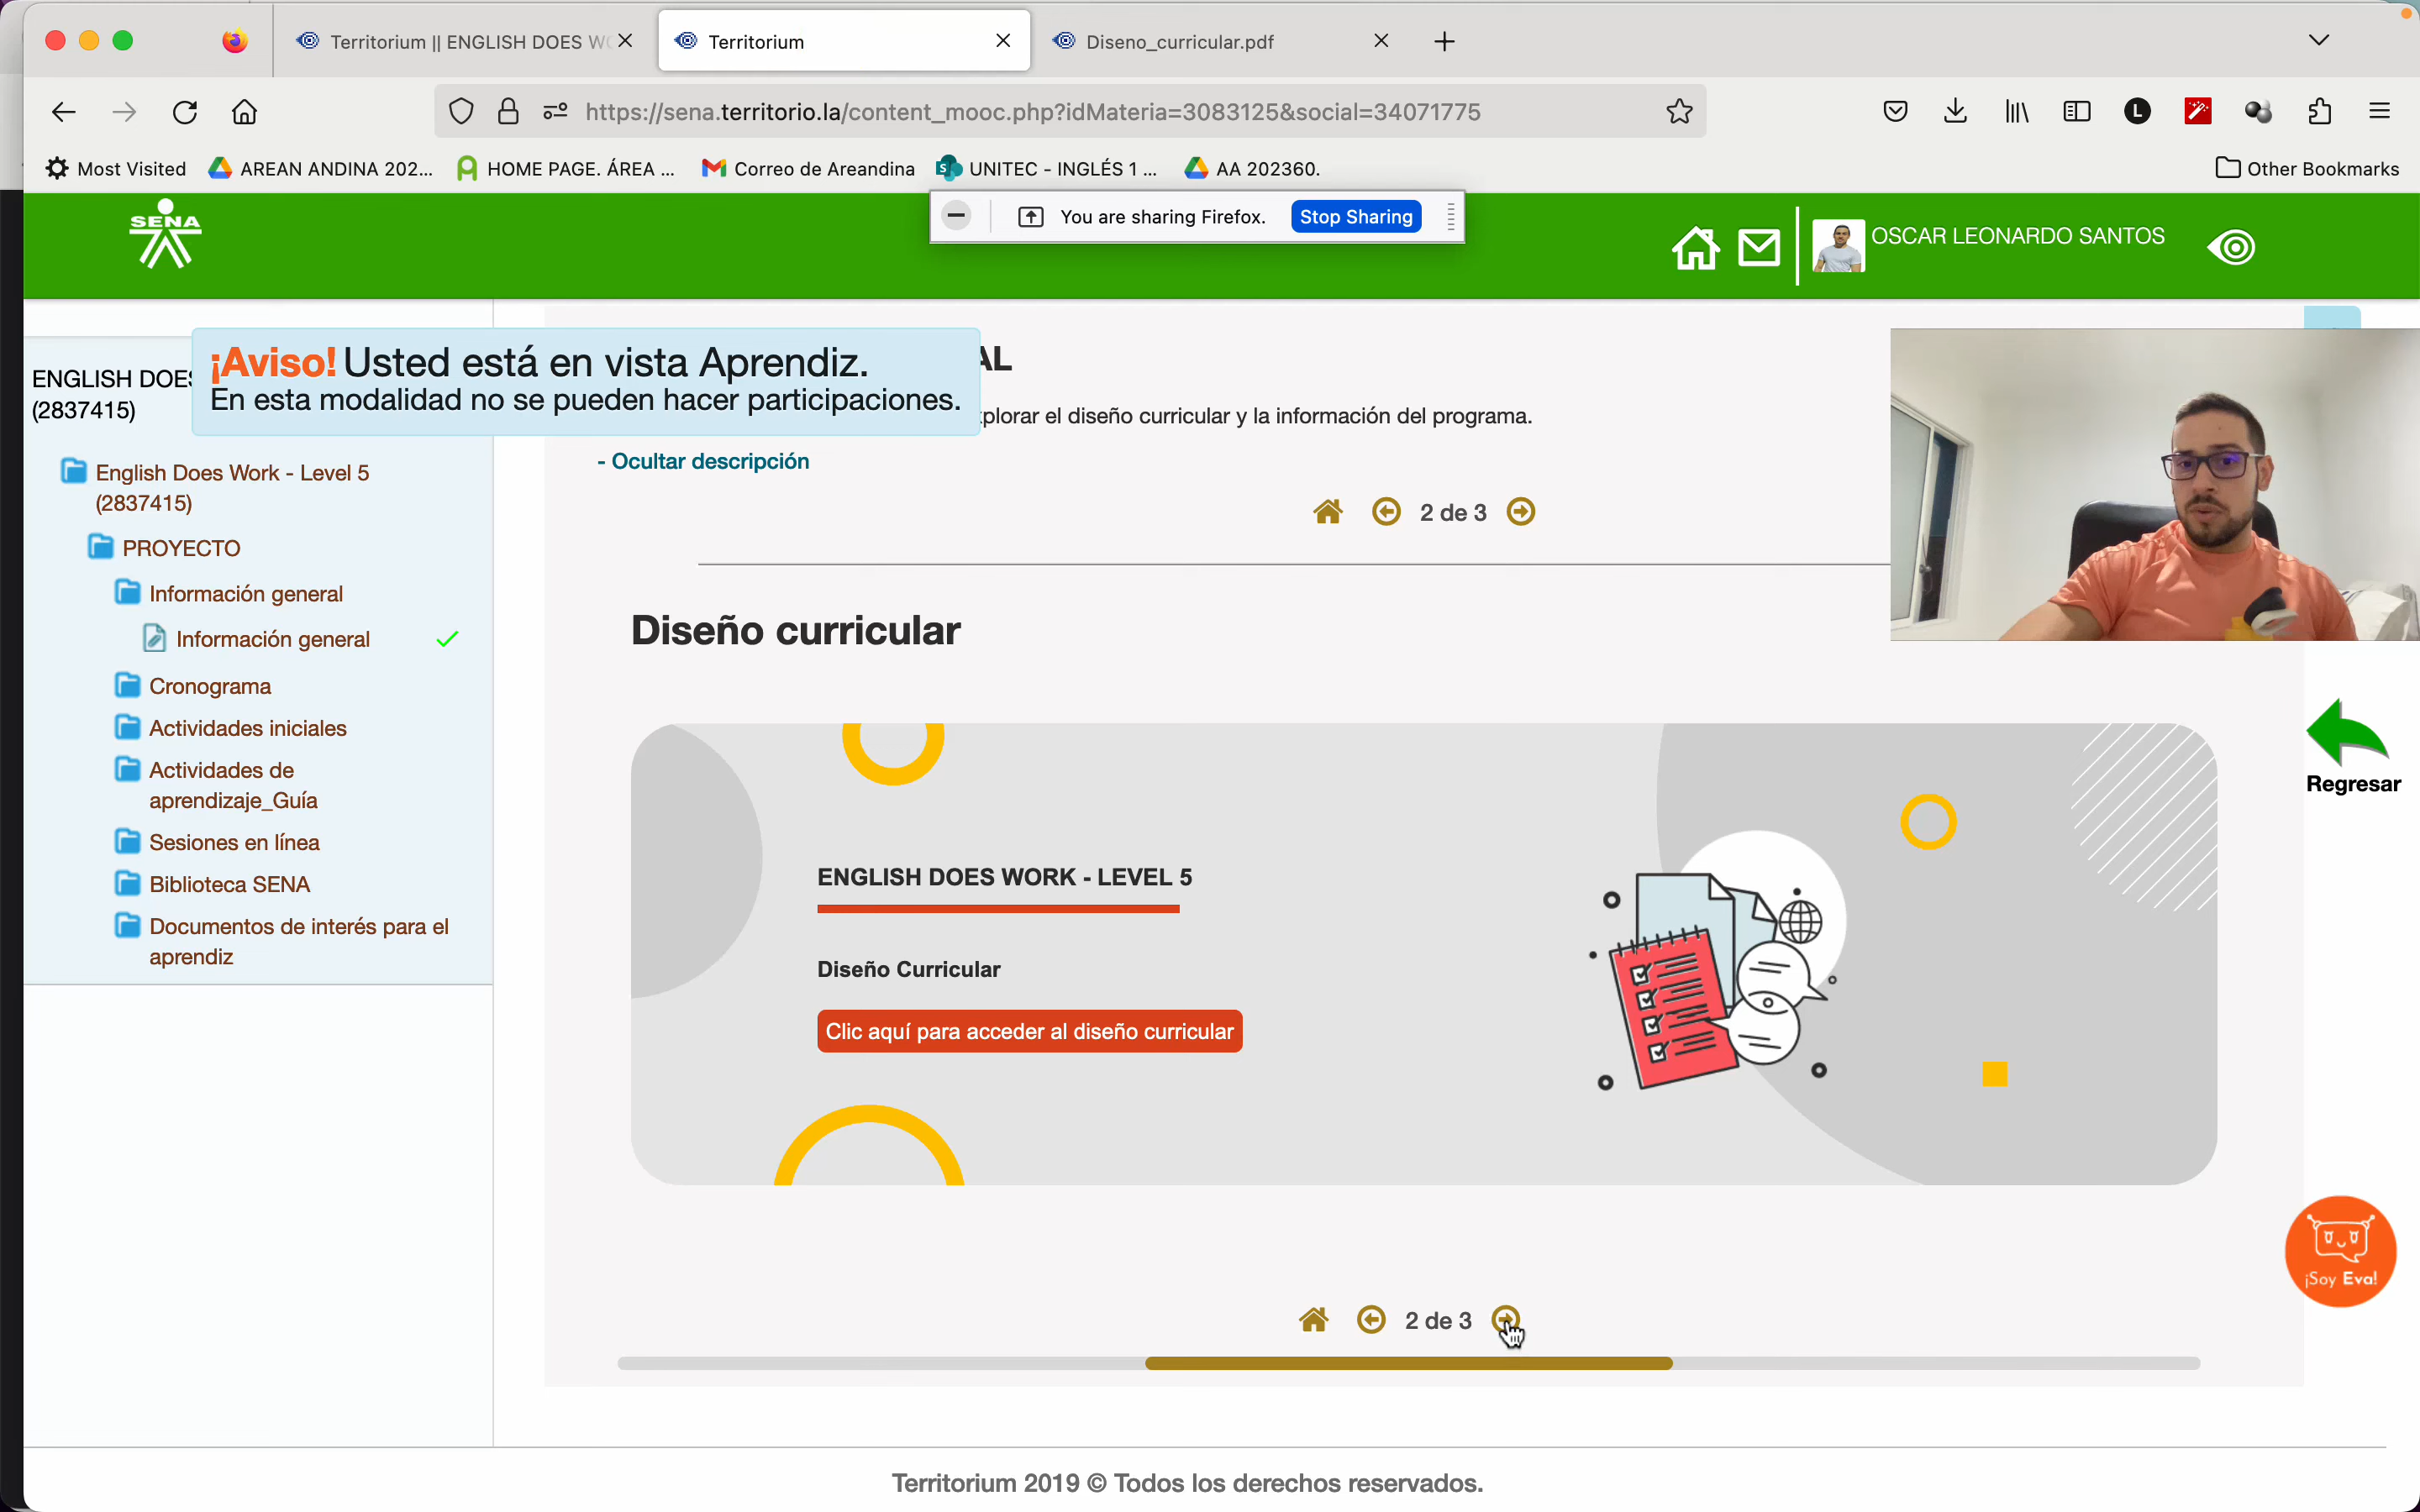 Territorium || ENGLISH DOES WO
Territorium
Diseno_curricular.pdf
https://sena.territorio.la/content_mooc.php?idMateria=3083125&social=34071775
L
Most Visited
AREAN ANDINA 202...
HOME PAGE. ÁREA ...
Correo de Areandina
UNITEC - INGLÉS 1 ...
AA 202360.
Other Bookmarks
You are sharing Firefox.
Stop Sharing
SENA
OSCAR LEONARDO SANTOS
¡Aviso! Usted está en vista Aprendiz.
En esta modalidad no se pueden hacer participaciones.
ENGLISH DOES
(2837415)
English Does Work - Level 5
(2837415)
PROYECTO
Información general
Información general
Cronograma
Actividades iniciales
Actividades de
aprendizaje_Guía
Sesiones en línea
Biblioteca SENA
Documentos de interés para el
aprendiz
AL
plorar el diseño curricular y la información del programa.
- Ocultar descripción
2 de 3
Diseño curricular
ENGLISH DOES WORK - LEVEL 5
Diseño Curricular
Clic aquí para acceder al diseño curricular
2 de 3
Regresar
¡Soy Eva!
Territorium 2019 © Todos los derechos reservados.